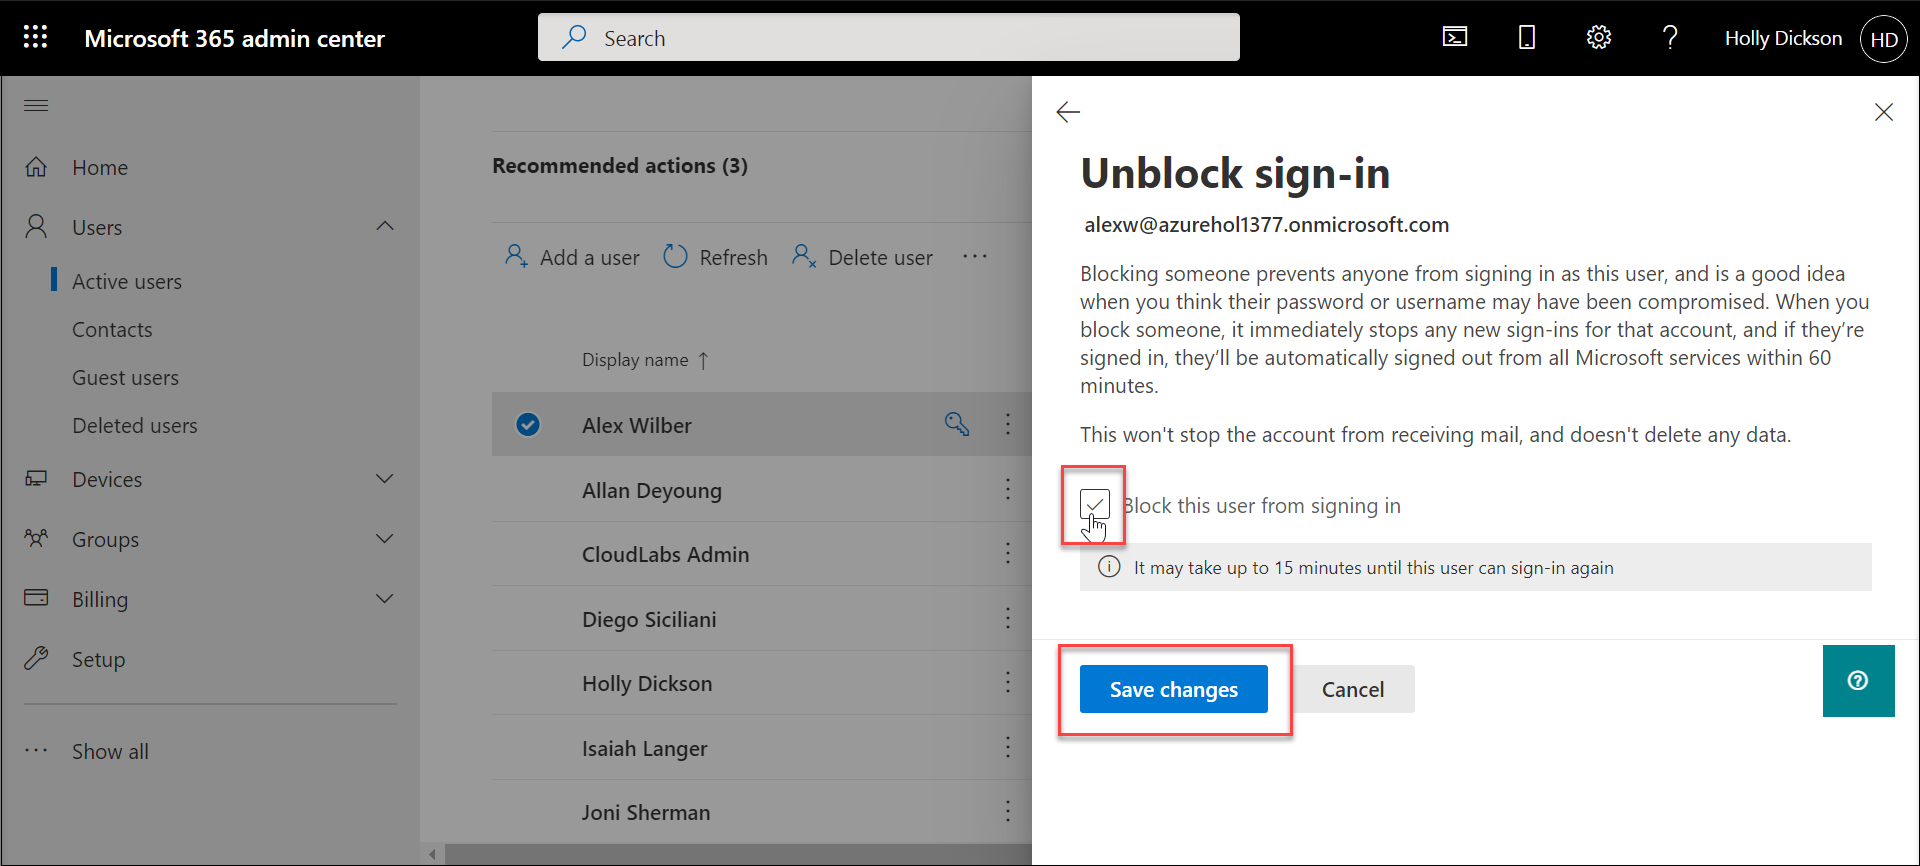 Microsoft 365 admin center
Search
Holly Dickson
HD
Home
Users
Active users
Contacts
Guest users
Deleted users
Devices
Groups
Billing
Setup
Show all
Recommended actions (3)
Add a user
Refresh
Delete user
Display name ↑
Alex Wilber
Allan Deyoung
CloudLabs Admin
Diego Siciliani
Holly Dickson
Isaiah Langer
Joni Sherman
Unblock sign-in
alexw@azurehol1377.onmicrosoft.com
Blocking someone prevents anyone from signing in as this user, and is a good idea
when you think their password or username may have been compromised. When you
block someone, it immediately stops any new sign-ins for that account, and if they’re
signed in, they’ll be automatically signed out from all Microsoft services within 60
minutes.
This won't stop the account from receiving mail, and doesn't delete any data.
Block this user from signing in
It may take up to 15 minutes until this user can sign-in again
Save changes
Cancel